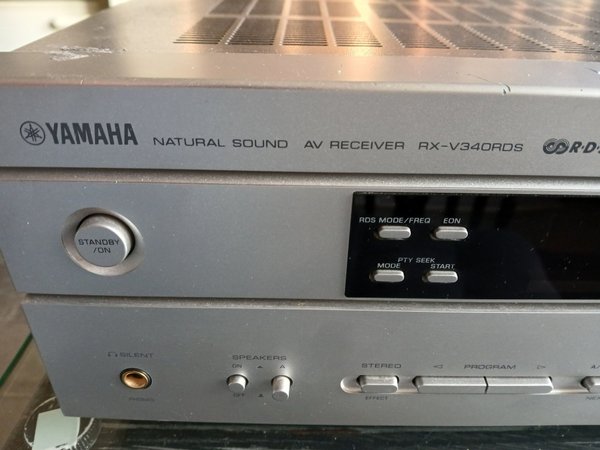 YAMAHA NATURAL SOUND AV RECEIVER RX-V340RDS R·D·
RDS MODE/FREQ EON
STANDBY
/ON
PTY SEEK
MODE START
SILENT
PHONES
SPEAKERS
ON A
OFF
STEREO
EFFECT
◁ PROGRAM ▷
A/